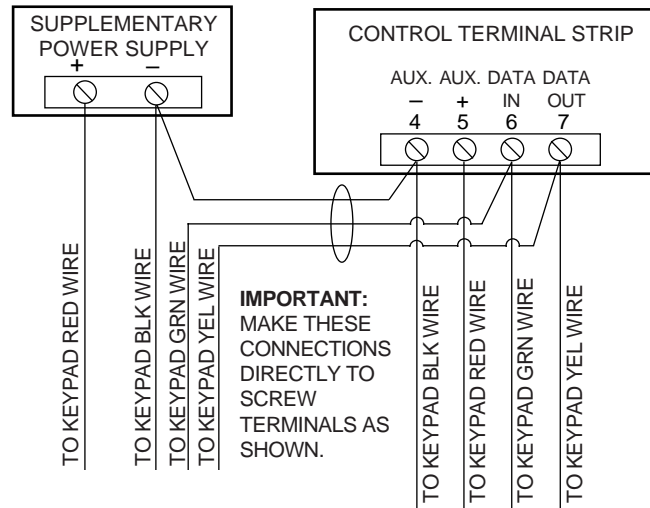 SUPPLEMENTARY
POWER SUPPLY
+ –
CONTROL TERMINAL STRIP
AUX. AUX. DATA DATA
– + IN OUT
4 5 6 7
TO KEYPAD RED WIRE
TO KEYPAD BLK WIRE
TO KEYPAD GRN WIRE
TO KEYPAD YEL WIRE
IMPORTANT:
MAKE THESE
CONNECTIONS
DIRECTLY TO
SCREW
TERMINALS AS
SHOWN.
TO KEYPAD BLK WIRE
TO KEYPAD RED WIRE
TO KEYPAD GRN WIRE
TO KEYPAD YEL WIRE